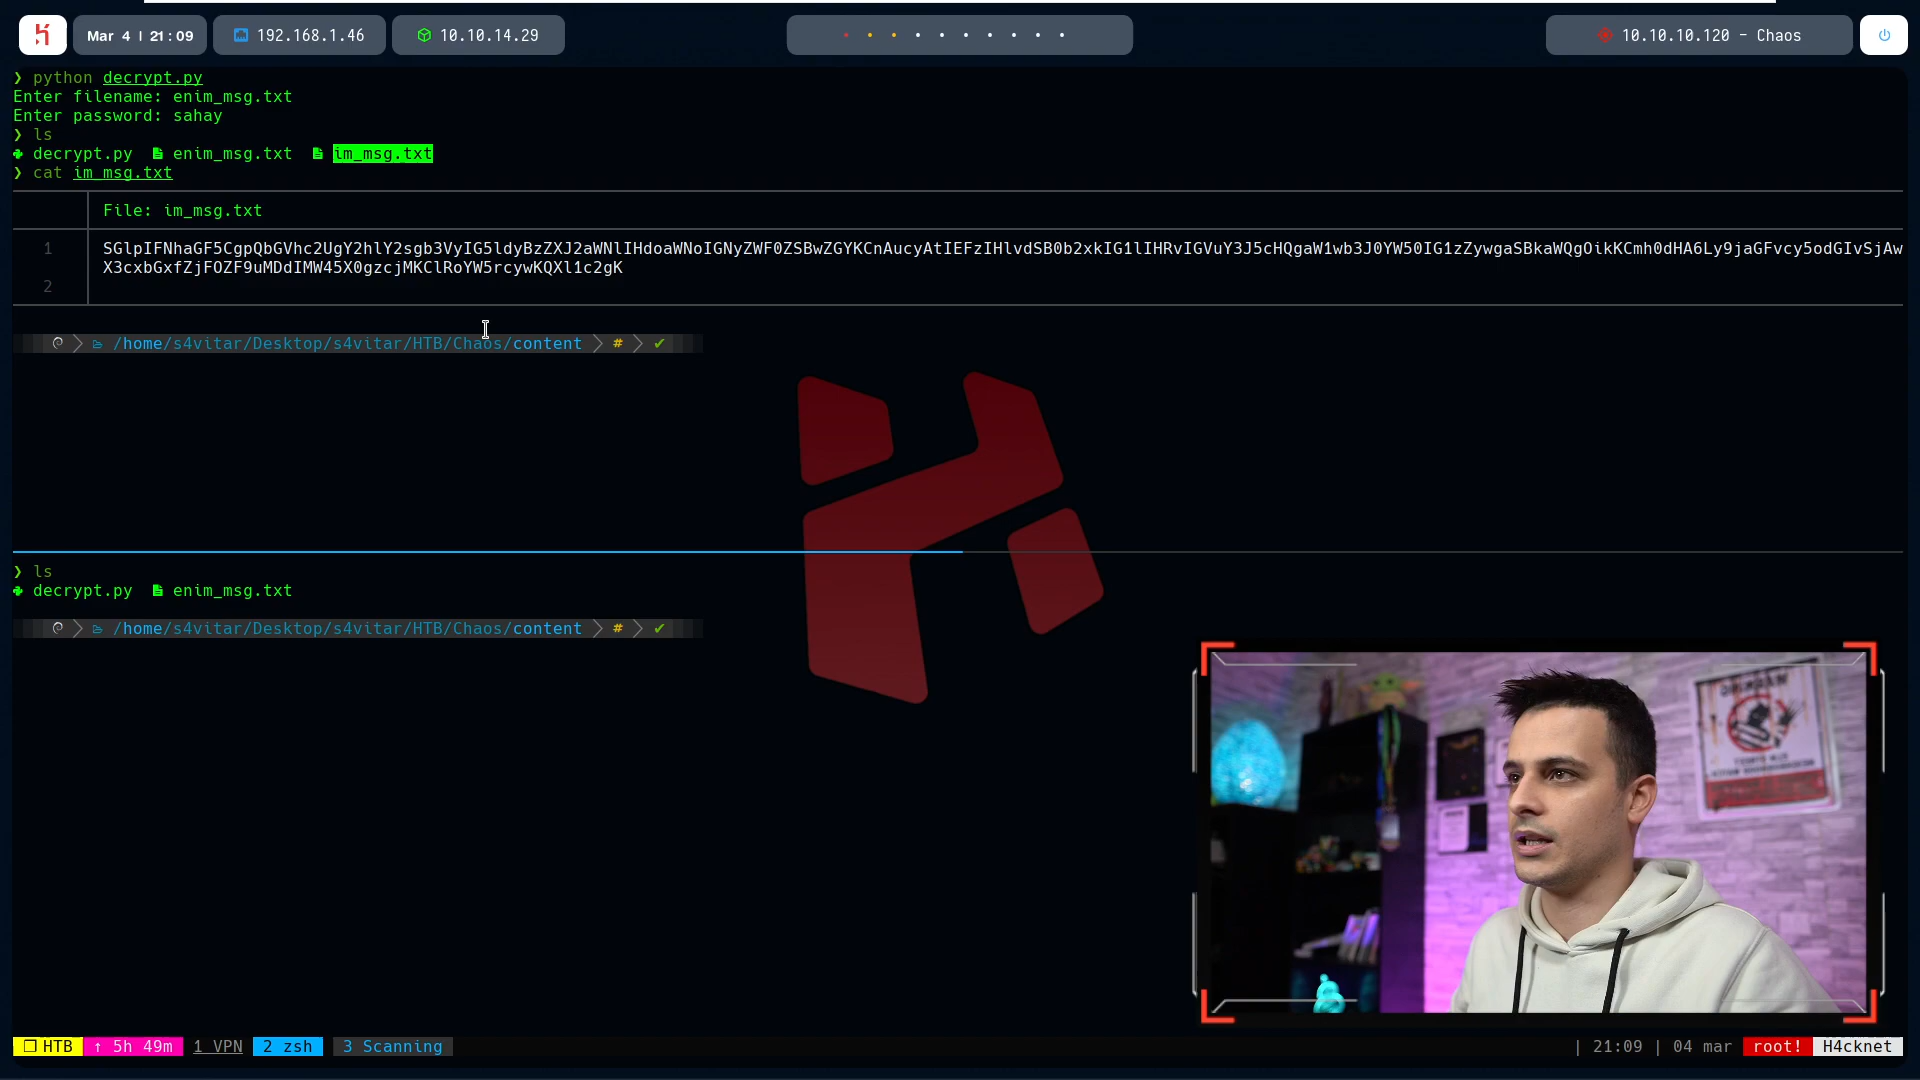 Mar 4 | 21:09
192.168.1.46
10.10.14.29
10.10.10.120 - Chaos
❯ python decrypt.py
Enter filename: enim_msg.txt
Enter password: sahay
❯ ls
decrypt.py enim_msg.txt im_msg.txt
❯ cat im_msg.txt
File: im_msg.txt
1 SGlpIFNhaGF5CgpQbGVhc2UgY2hlY2sgb3VyIG5ldyBzZXJ2aWNlIHdoaWNoIGNyZWF0ZSBwZGYKCnAucyAtIEFzIHlvdSB0b2xkIG1lIHRvIGVuY3J5cHQgaW1wb3J0YW50IG1zZywgaSBkaWQgOikKCmh0dHA6Ly9jaGFvcy5odGIvSjAw
X3cxbGxfZjFOZF9uMDdIMW45X0gzcjMKClRoYW5rcywKQXl1c2gK
2
/home/s4vitar/Desktop/s4vitar/HTB/Chaos/content # ✔
❯ ls
decrypt.py enim_msg.txt
/home/s4vitar/Desktop/s4vitar/HTB/Chaos/content # ✔
HTB ↑ 5h 49m 1 VPN 2 zsh 3 Scanning
| 21:09 | 04 mar root! H4cknet